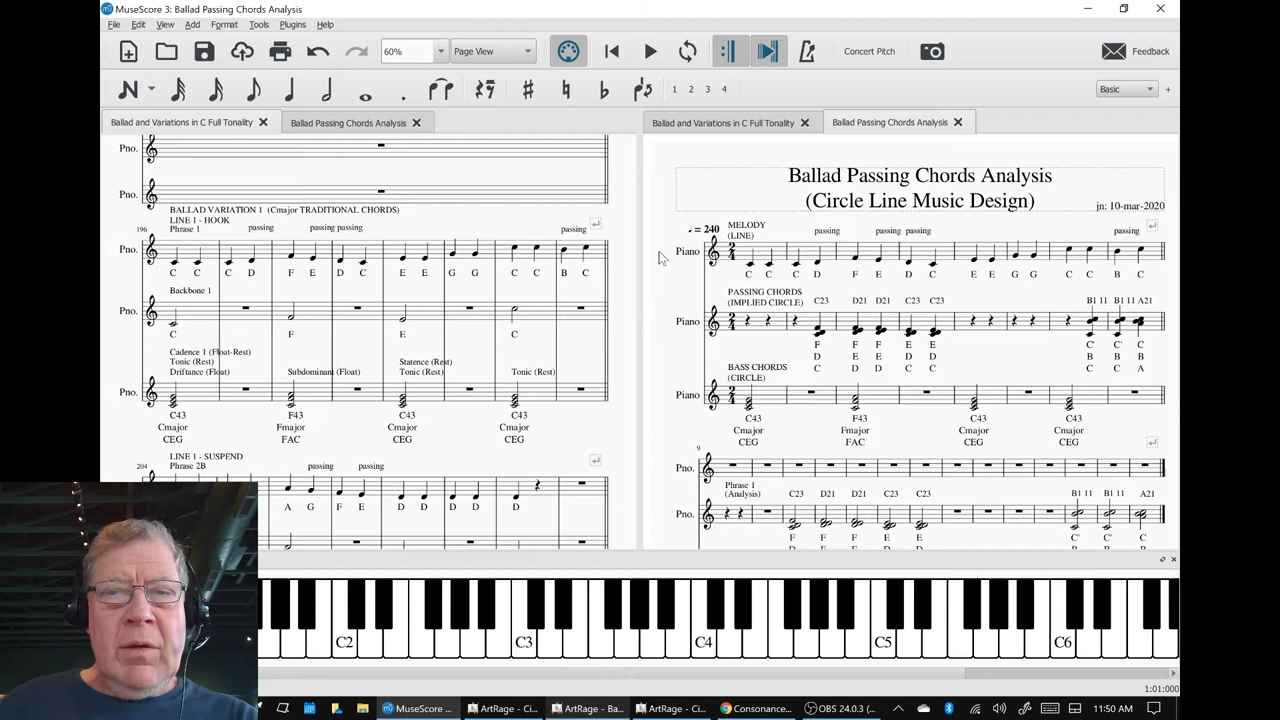 MuseScore 3: Ballad Passing Chords Analysis
File Edit View Add Format Tools Plugins Help
60% Page View Concert Pitch Feedback
1 2 3 4 Basic +
Ballad and Variations in C Full Tonality Ballad Passing Chords Analysis
Pno.
Pno.
BALLAD VARIATION 1 (Cmajor TRADITIONAL CHORDS)
LINE 1 - HOOK
196 Phrase 1 passing passing passing passing
Pno.
C C C D F E D C E E G G C C B C
Backbone 1
Pno.
C F E C
Cadence 1 (Float-Rest) Statence (Rest)
Tonic (Rest)
Driftance (Float) Subdominant (Float) Tonic (Rest) Tonic (Rest)
Pno.
C43 F43 C43 C43
Cmajor Fmajor Cmajor Cmajor
CEG FAC CEG CEG
LINE 1 - SUSPEND
204 Phrase 2B passing passing
A G F E D D D D D
Ballad and Variations in C Full Tonality Ballad Passing Chords Analysis
Ballad Passing Chords Analysis
(Circle Line Music Design)
jn: 10-mar-2020
= 240 MELODY
(LINE) passing passing passing passing
Piano
C C C D F E D C E E G G C C B C
PASSING CHORDS
(IMPLIED CIRCLE) C23 D21 D21 C23 C23 B1 11 B1 11 A21
Piano
F F F E E C' C' C
D E E D D B B B
C D D C C C C A
BASS CHORDS
(CIRCLE)
Piano
C43 F43 C43 C43
Cmajor Fmajor Cmajor Cmajor
CEG FAC CEG CEG
9
Pno.
Phrase 1
(Analysis) C23 D21 D21 C23 C23 B1 11 B1 11 A21
Pno.
F F F E E C' C' C
C2 C3 C4 C5 C6
1:01:000
MuseScore ... ArtRage - Ci... ArtRage - Ba... ArtRage - Ci... Consonance... OBS 24.0.3 (... 11:50 AM